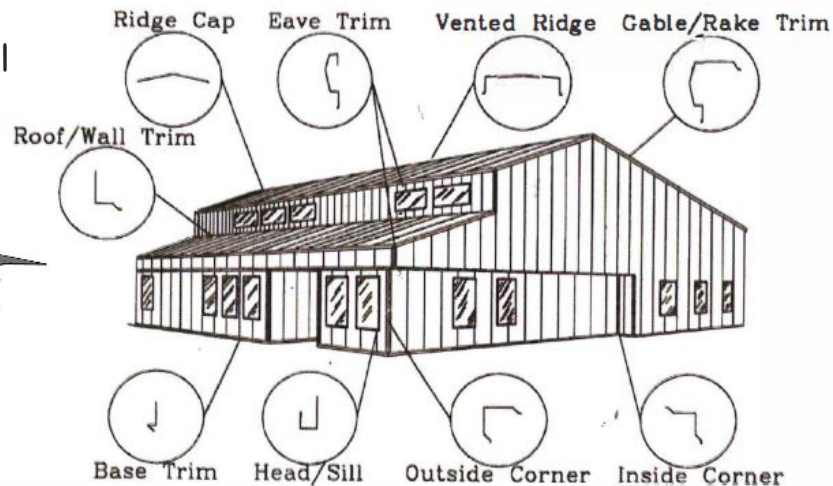 Ridge Cap Eave Trim Vented Ridge Gable/Rake Trim
Roof/Wall Trim
Base Trim Head/Sill Outside Corner Inside Corner